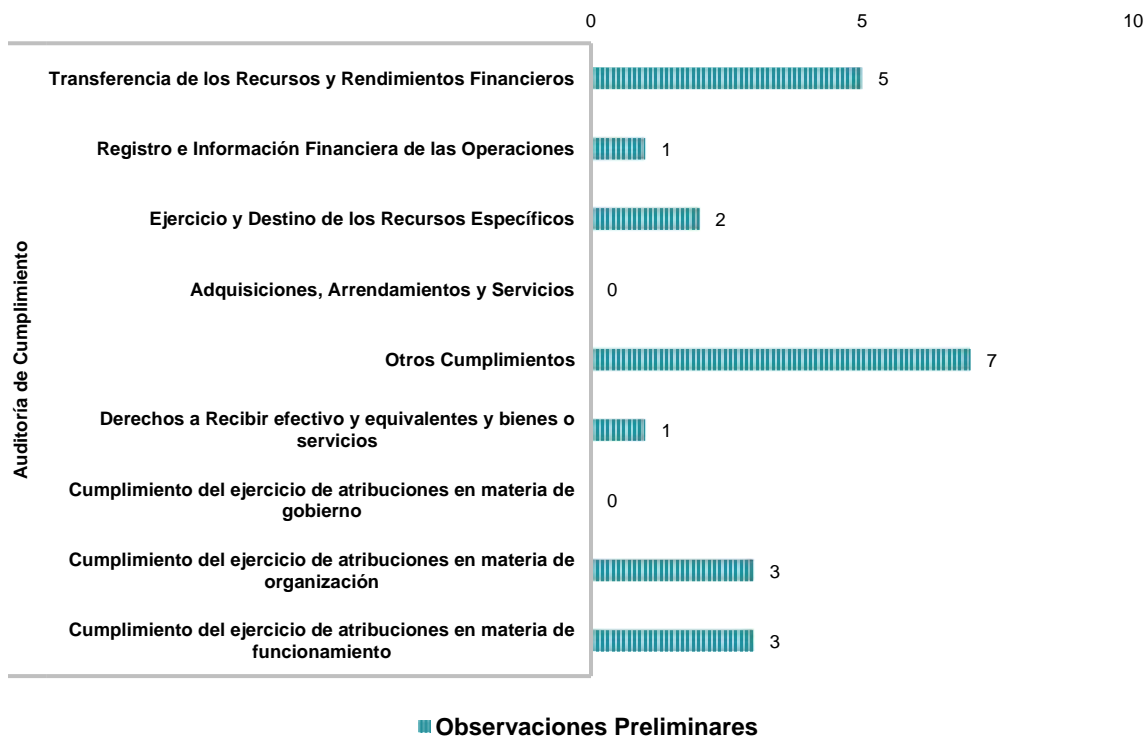 0 5 10
Transferencia de los Recursos y Rendimientos Financieros 5
Registro e Información Financiera de las Operaciones 1
Ejercicio y Destino de los Recursos Específicos 2
Adquisiciones, Arrendamientos y Servicios 0
Otros Cumplimientos 7
Derechos a Recibir efectivo y equivalentes y bienes o
servicios 1
Cumplimiento del ejercicio de atribuciones en materia de
gobierno 0
Cumplimiento del ejercicio de atribuciones en materia de
organización 3
Cumplimiento del ejercicio de atribuciones en materia de
funcionamiento 3
Auditoría de Cumplimiento
Observaciones Preliminares